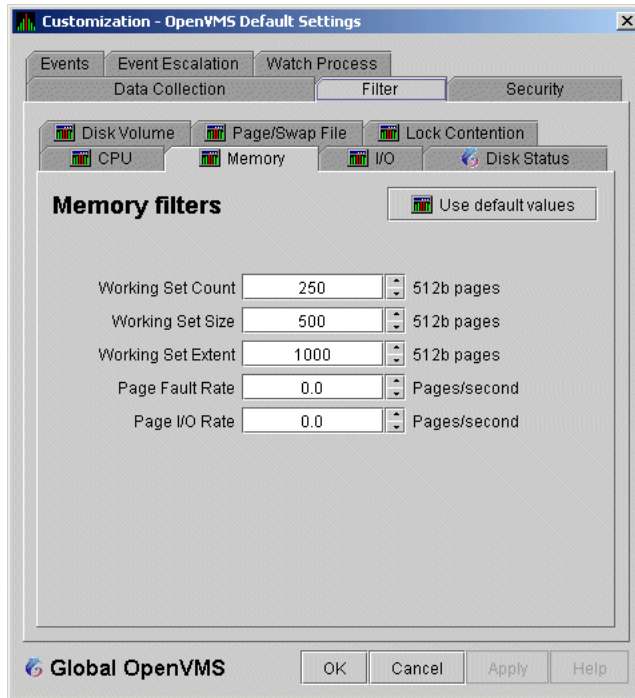 Customization - OpenVMS Default Settings
Events Event Escalation Watch Process
Data Collection Filter Security
Disk Volume Page/Swap File Lock Contention
CPU Memory I/O Disk Status
Memory filters Use default values
Working Set Count 250 512b pages
Working Set Size 500 512b pages
Working Set Extent 1000 512b pages
Page Fault Rate 0.0 Pages/second
Page I/O Rate 0.0 Pages/second
Global OpenVMS OK Cancel Apply Help